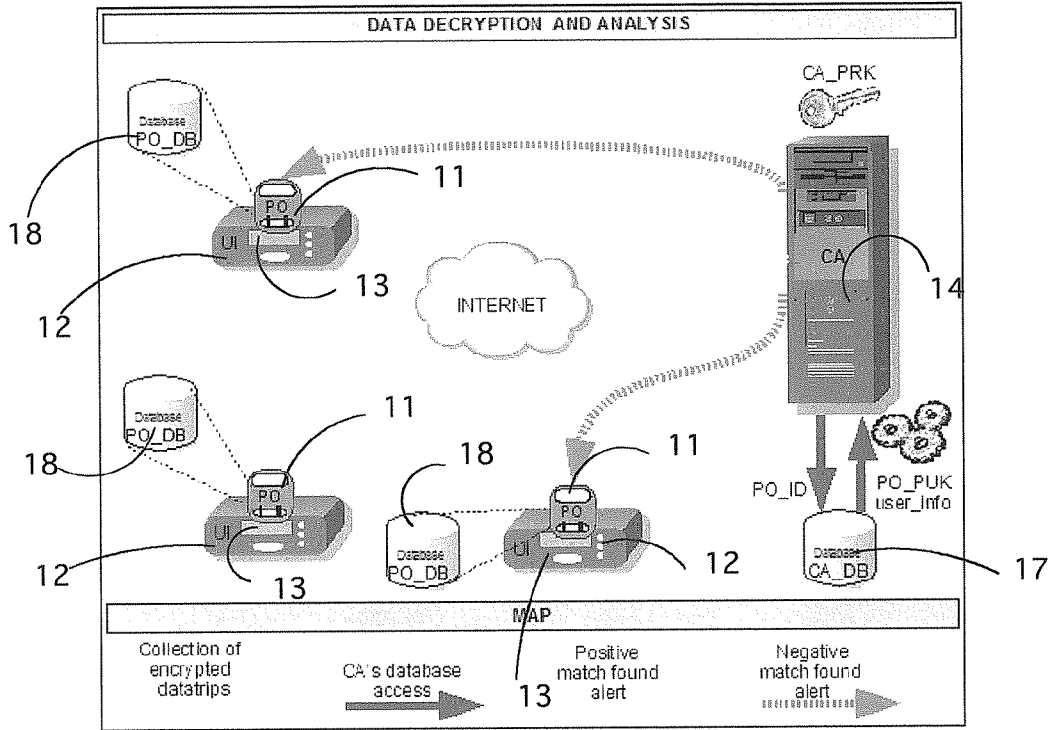 DATA DECRYPTION AND ANALYSIS
CA_PRK
Database
PO_DB
11
PO
18
UI
12
13
INTERNET
CA
14
Database
PO_DB
11
18
PO
UI
12
13
18
11
PO
Database
PO_DB
UI
12
13
PO_ID
PO_PUK
user_info
Database
CA_DB
17
MAP
Collection of
encrypted
datatrips
CA's database
access
Positive
match found
alert
Negative
match found
alert